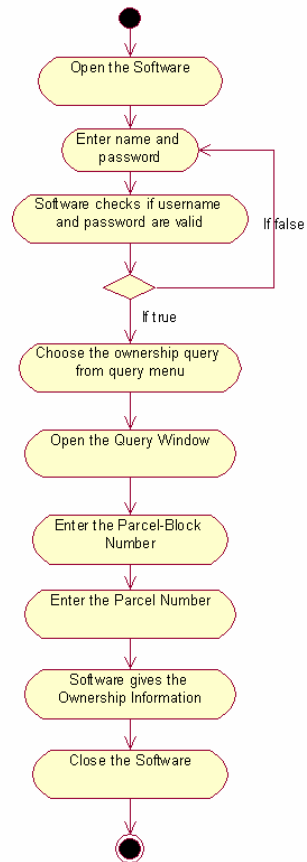 Open the Software
Enter name and
password
Software checks if username
and password are valid
If false
If true
Choose the ownership query
from query menu
Open the Query Window
Enter the Parcel-Block
Number
Enter the Parcel Number
Software gives the
Ownership Information
Close the Software